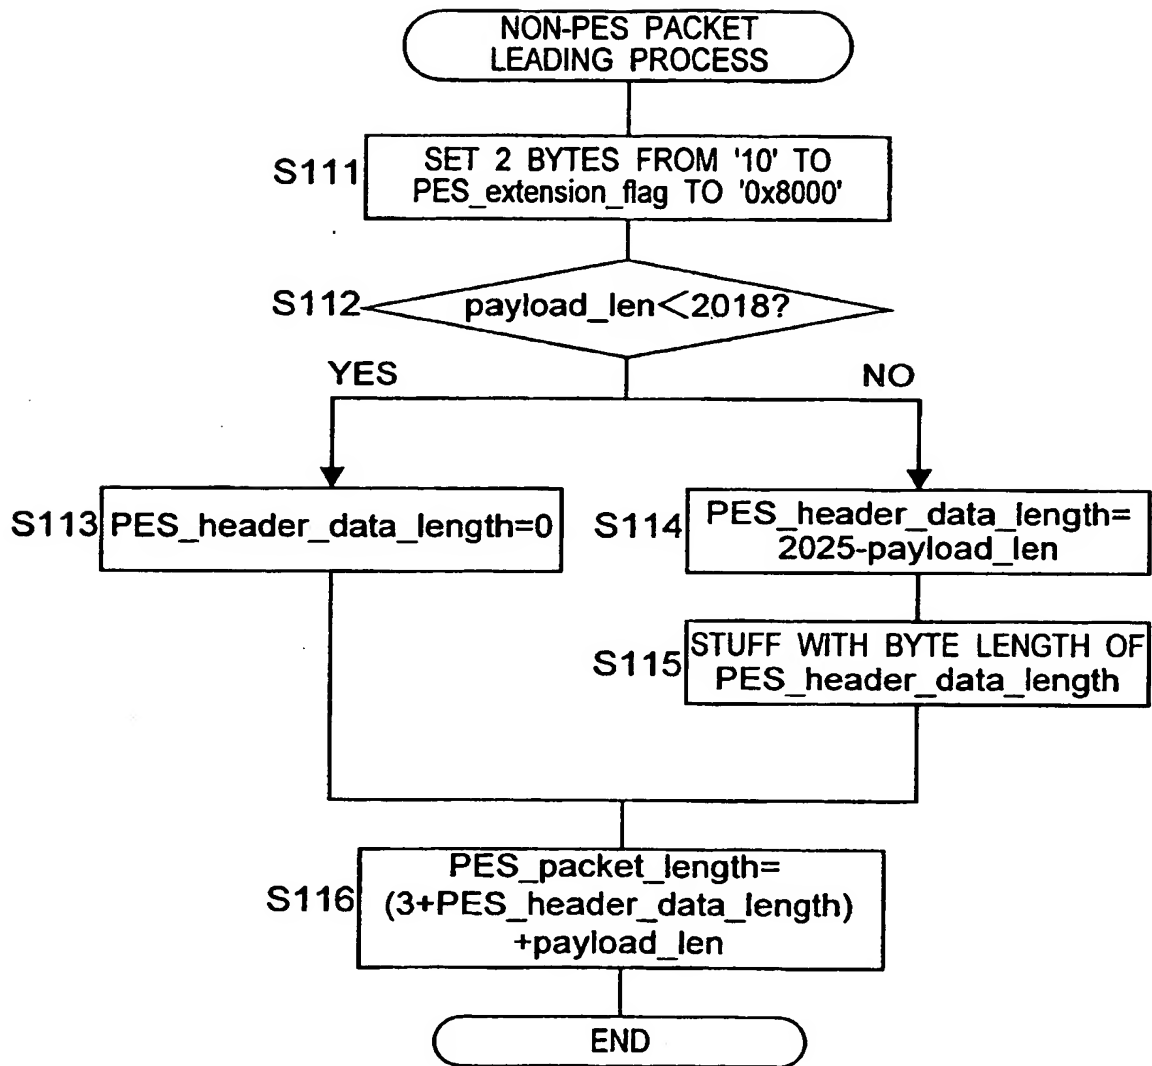 NON-PES PACKET
LEADING PROCESS
S111
SET 2 BYTES FROM '10' TO
PES_extension_flag TO '0x8000'
S112
payload_len<2018?
YES
NO
S113
PES_header_data_length=0
S114
PES_header_data_length=
2025-payload_len
S115
STUFF WITH BYTE LENGTH OF
PES_header_data_length
S116
PES_packet_length=
(3+PES_header_data_length)
+payload_len
END